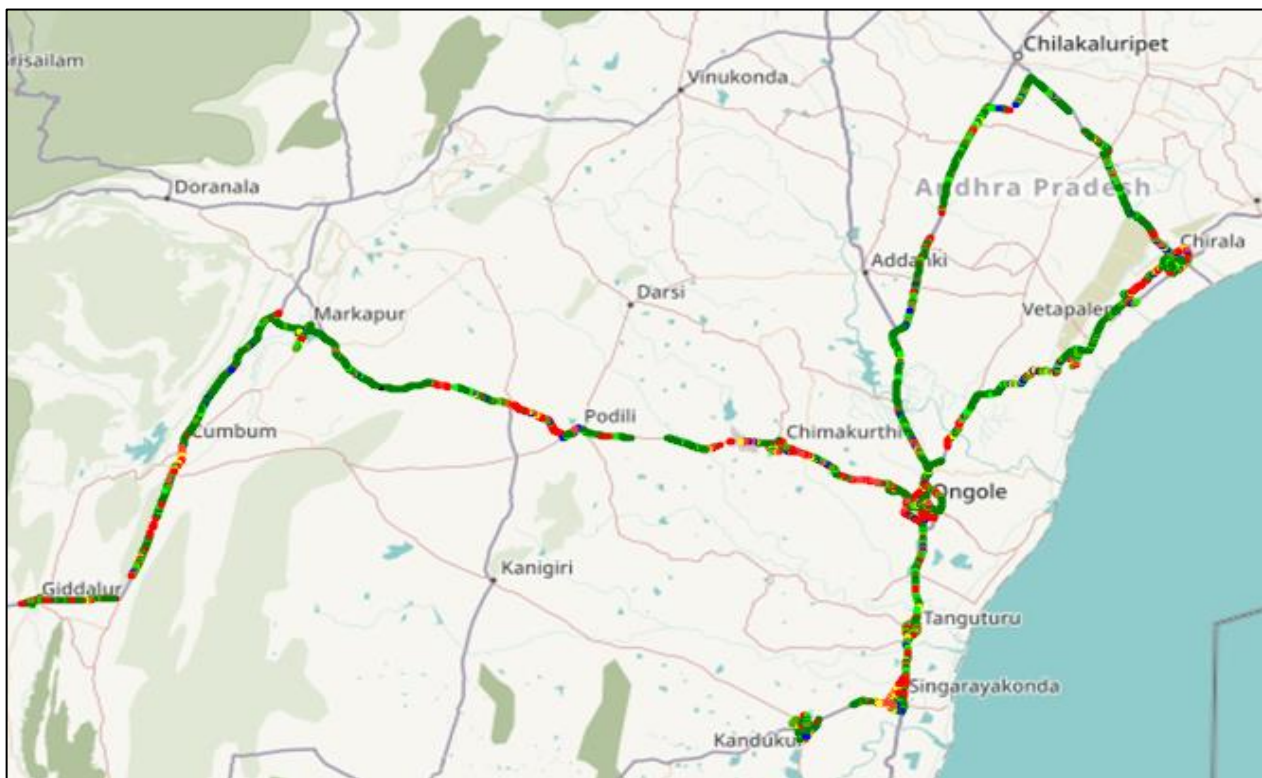 Chilakaluripet
risailam
Vinukonda
Doranala
Andhra Pradesh
Chirala
Addanki
Darsi
Vetapalem
Markapur
Podili
Cumbum
Chimakurthi
Ongole
Kanigiri
Giddalur
Tanguturu
Singarayakonda
Kandukur